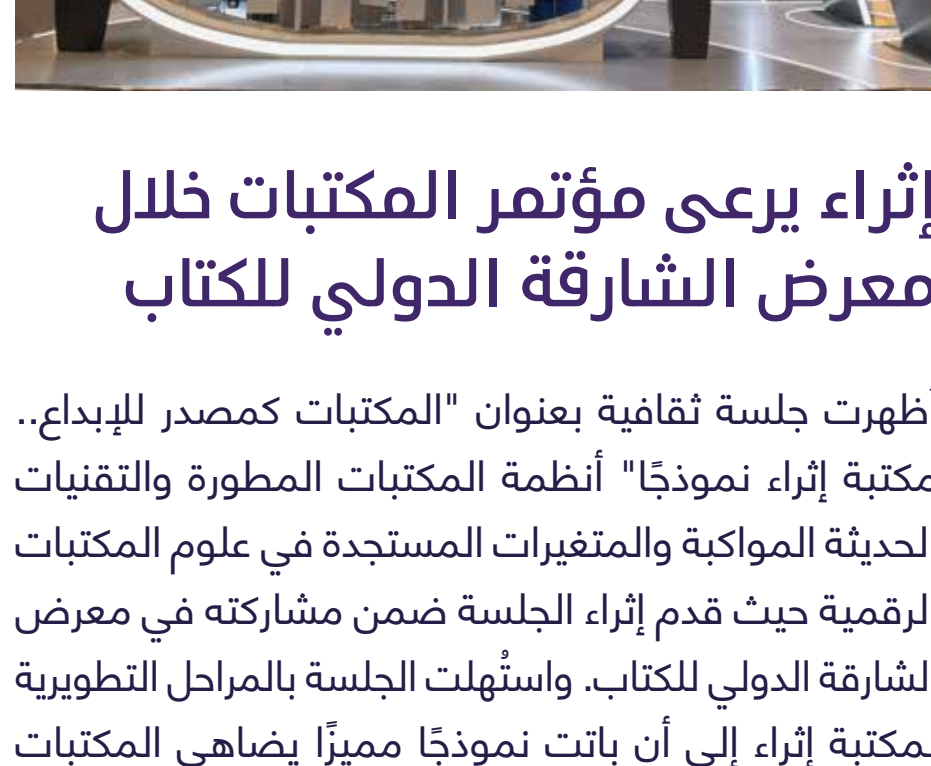 إثراء يرعى مؤتمر المكتبات خلال
معرض الشارقة الدولي للكتاب
أظهرت جلسة ثقافية بعنوان "المكتبات كمصدر للإبداع..
مكتبة إثراء نموذجًا" أنظمة المكتبات المطورة والتقنيات
الحديثة المواكبة والمتغيرات المستجدة في علوم المكتبات
الرقمية حيث قدم إثراء الجلسة ضمن مشاركته في معرض
الشارقة الدولي للكتاب. واستُهلت الجلسة بالمراحل التطويرية
لمكتبة إثراء إلى أن باتت نموذجًا مميزًا يضاهي المكتبات